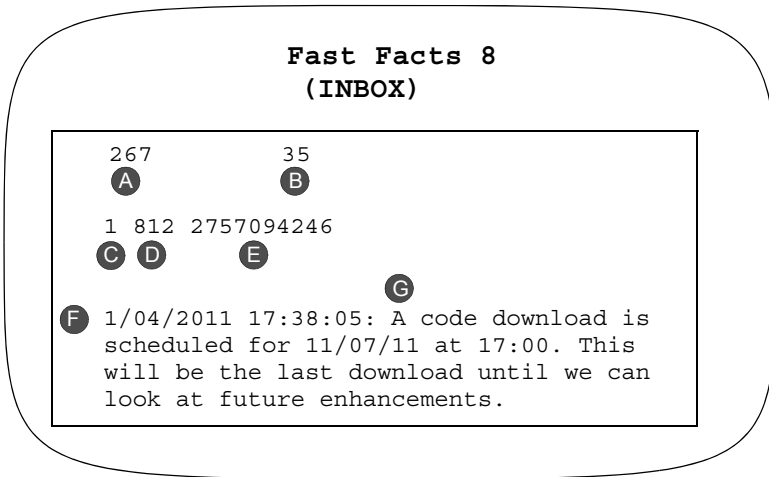 Fast Facts 8
(INBOX)
267 35
A B
1 812 2757094246
C D E
G
F 1/04/2011 17:38:05: A code download is
scheduled for 11/07/11 at 17:00. This
will be the last download until we can
look at future enhancements.